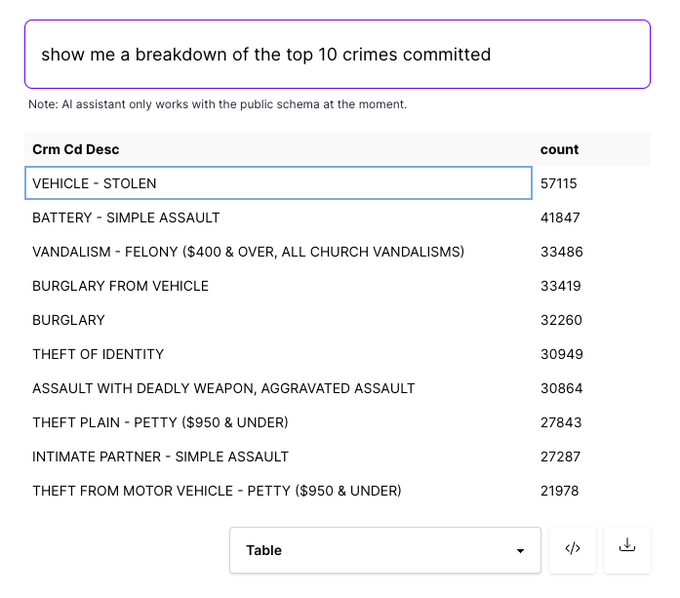 show me a breakdown of the top 10 crimes committed
Note: AI assistant only works with the public schema at the moment.
Crm Cd Desc count
VEHICLE - STOLEN 57115
BATTERY - SIMPLE ASSAULT 41847
VANDALISM - FELONY ($400 & OVER, ALL CHURCH VANDALISMS) 33486
BURGLARY FROM VEHICLE 33419
BURGLARY 32260
THEFT OF IDENTITY 30949
ASSAULT WITH DEADLY WEAPON, AGGRAVATED ASSAULT 30864
THEFT PLAIN - PETTY ($950 & UNDER) 27843
INTIMATE PARTNER - SIMPLE ASSAULT 27287
THEFT FROM MOTOR VEHICLE - PETTY ($950 & UNDER) 21978
Table